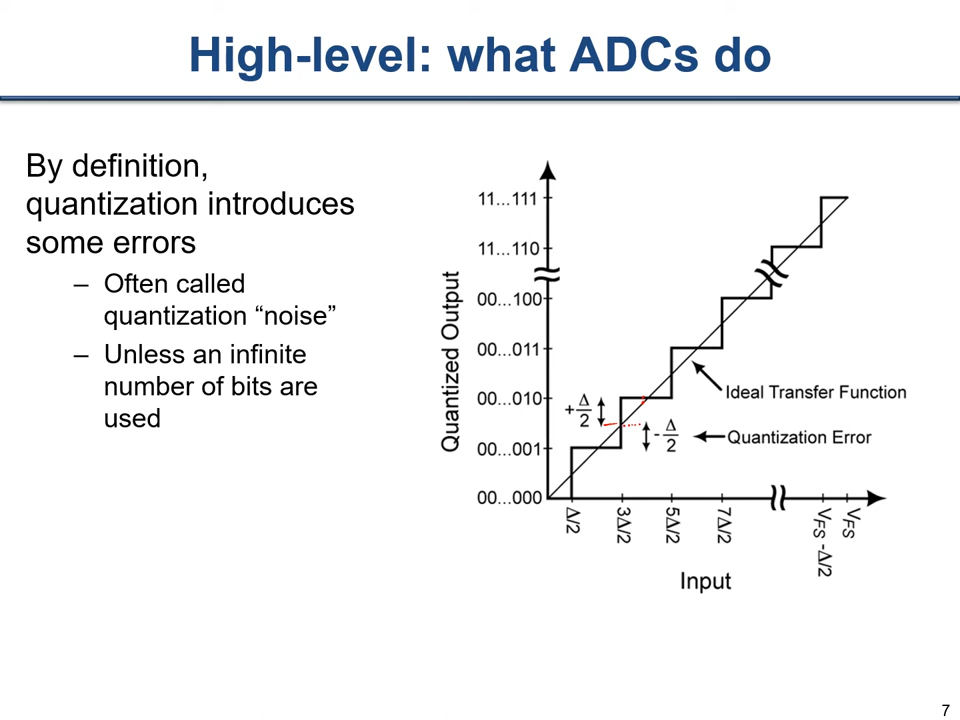 High-level: what ADCs do
By definition,
quantization introduces
some errors
– Often called
quantization “noise”
– Unless an infinite
number of bits are
used
Quantized Output
11...111
11...110
00...100
00...011
00...010
00...001
00...000
+Δ/2
-Δ/2
Ideal Transfer Function
Quantization Error
Δ/2
3Δ/2
5Δ/2
7Δ/2
VFS -Δ/2
VFS
Input
7